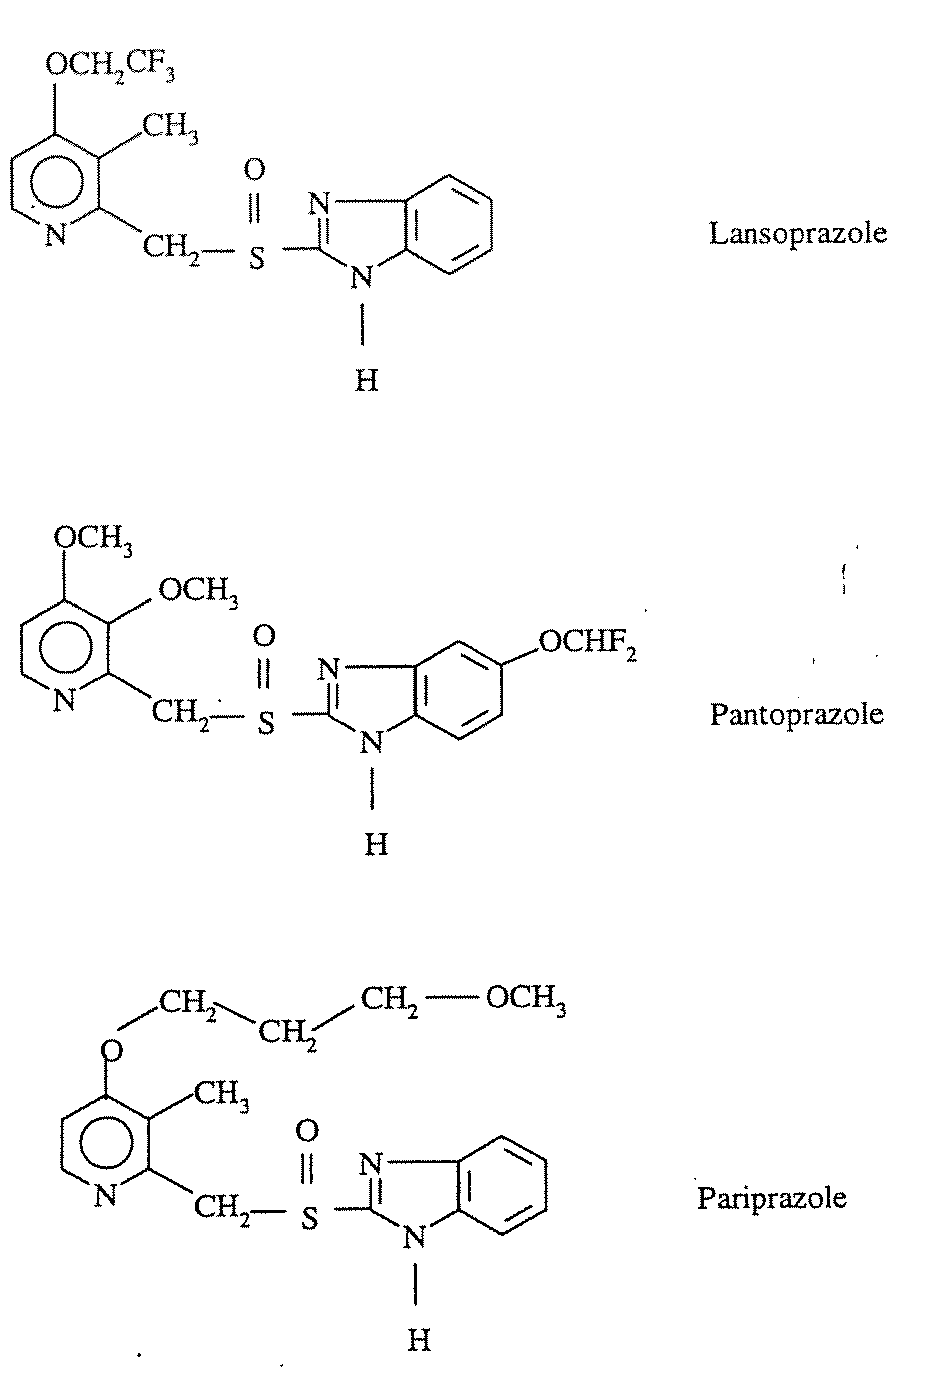 OCH2CF3
CH3
O
N
N
CH2
S
N
H
Lansoprazole
OCH3
OCH3
O
OCHF2
N
N
CH2
S
N
H
Pantoprazole
CH2
CH2
CH2
OCH3
O
CH3
O
N
N
CH2
S
N
H
Pariprazole